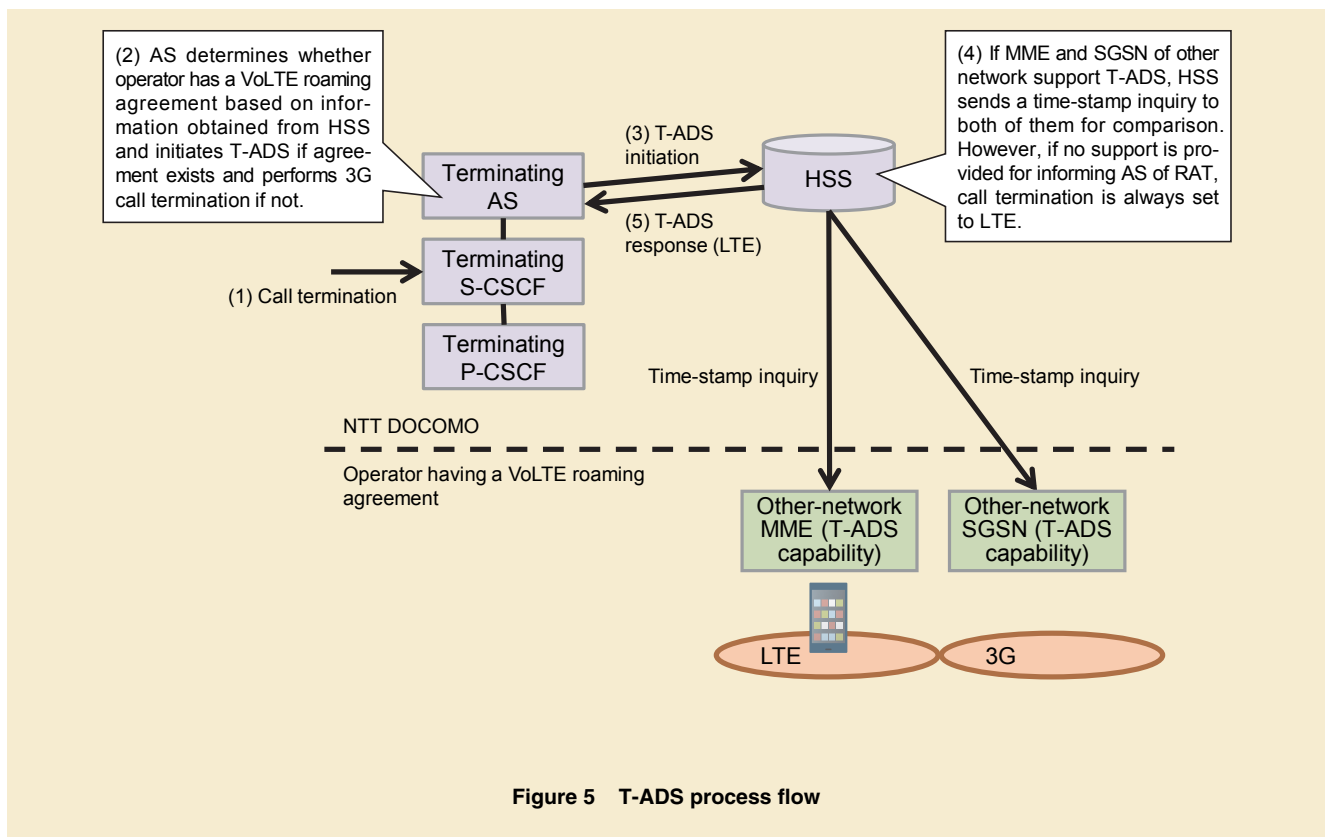 (2) AS determines whether
operator has a VoLTE roaming
agreement based on infor-
mation obtained from HSS
and initiates T-ADS if agree-
ment exists and performs 3G
call termination if not.
(4) If MME and SGSN of other
network support T-ADS, HSS
sends a time-stamp inquiry to
both of them for comparison.
However, if no support is pro-
vided for informing AS of RAT,
call termination is always set
to LTE.
(3) T-ADS
initiation
Terminating
AS
HSS
(5) T-ADS
response (LTE)
(1) Call termination
Terminating
S-CSCF
Terminating
P-CSCF
Time-stamp inquiry
Time-stamp inquiry
NTT DOCOMO
Operator having a VoLTE roaming
agreement
Other-network
MME (T-ADS
capability)
Other-network
SGSN (T-ADS
capability)
LTE
3G
Figure 5 T-ADS process flow